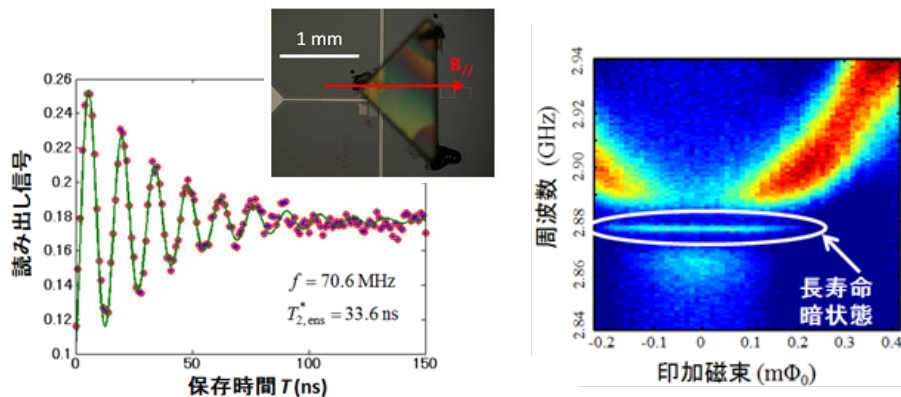 1 mm
B//
読み出し信号
0.26
0.24
0.22
0.2
0.18
0.16
0.14
0.12
0.1
f = 70.6 MHz
T*2,ens = 33.6 ns
0
50
100
150
保存時間 T (ns)
周波数 (GHz)
2.94
2.92
2.90
2.88
2.86
2.84
長寿命
暗状態
-0.2 -0.1 0 0.1 0.2 0.3 0.4
印加磁束 (mΦ0)